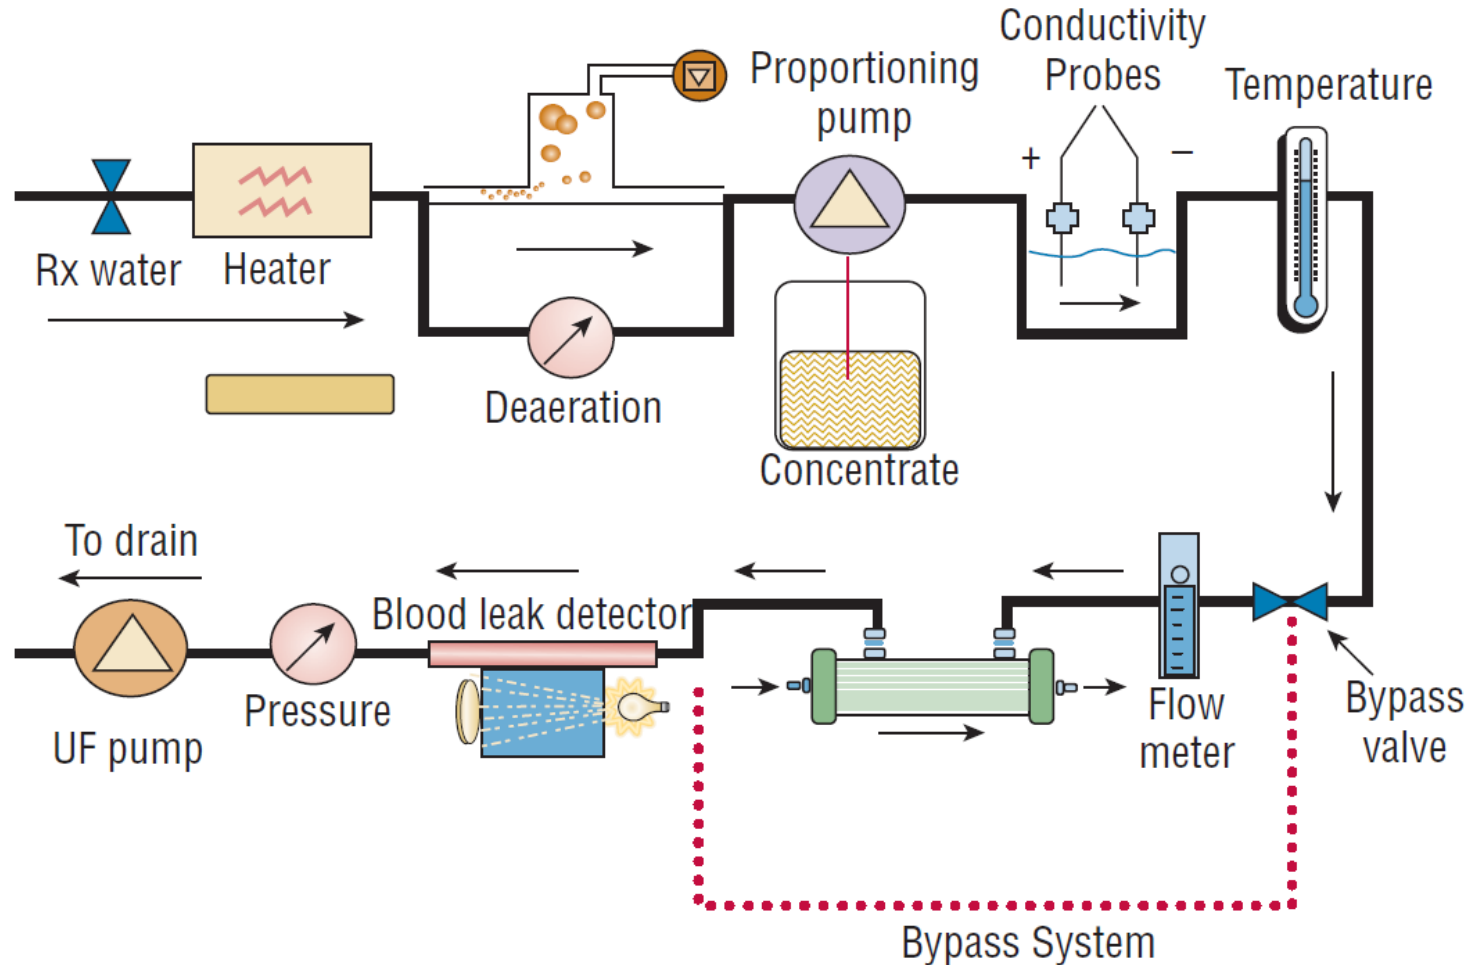 Conductivity
Probes
Proportioning
pump
Temperature
+
−
Rx water
Heater
Deaeration
Concentrate
To drain
Blood leak detector
Pressure
UF pump
Flow
meter
Bypass
valve
Bypass System